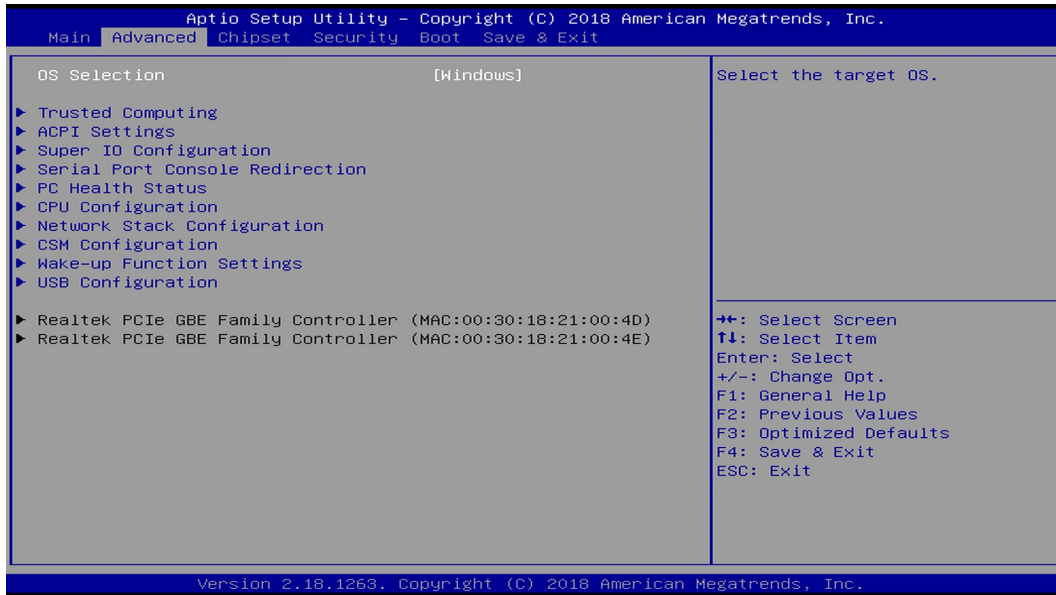 Aptio Setup Utility – Copyright (C) 2018 American Megatrends, Inc.
Main Advanced Chipset Security Boot Save & Exit
OS Selection [Windows]
Select the target OS.
► Trusted Computing
► ACPI Settings
► Super IO Configuration
► Serial Port Console Redirection
► PC Health Status
► CPU Configuration
► Network Stack Configuration
► CSM Configuration
► Wake-up Function Settings
► USB Configuration
► Realtek PCIe GBE Family Controller (MAC:00:30:18:21:00:4D)
► Realtek PCIe GBE Family Controller (MAC:00:30:18:21:00:4E)
→←: Select Screen
↑↓: Select Item
Enter: Select
+/-: Change Opt.
F1: General Help
F2: Previous Values
F3: Optimized Defaults
F4: Save & Exit
ESC: Exit
Version 2.18.1263. Copyright (C) 2018 American Megatrends, Inc.